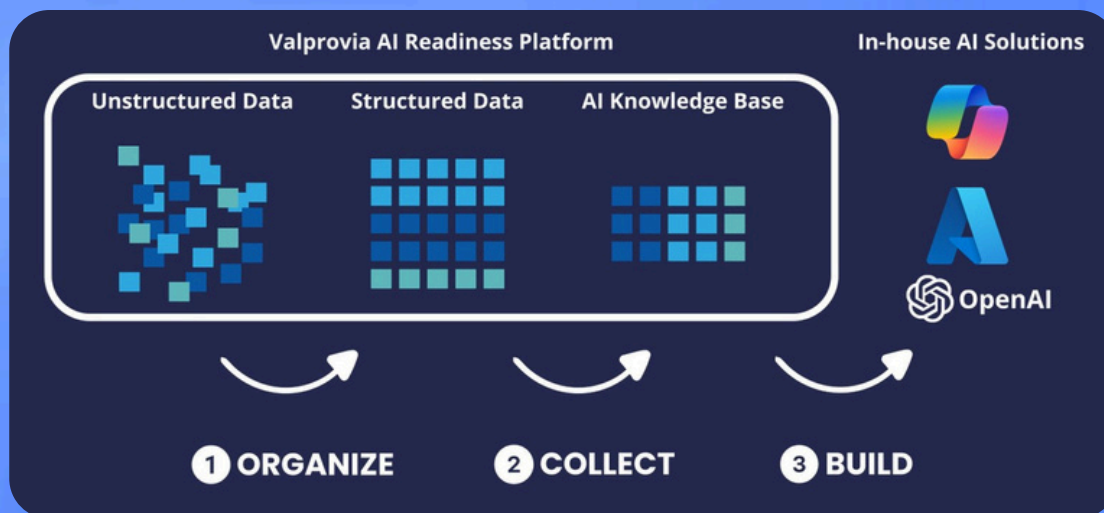 Valprovia AI Readiness Platform
In-house AI Solutions
Unstructured Data
Structured Data
AI Knowledge Base
OpenAI
1 ORGANIZE
2 COLLECT
3 BUILD